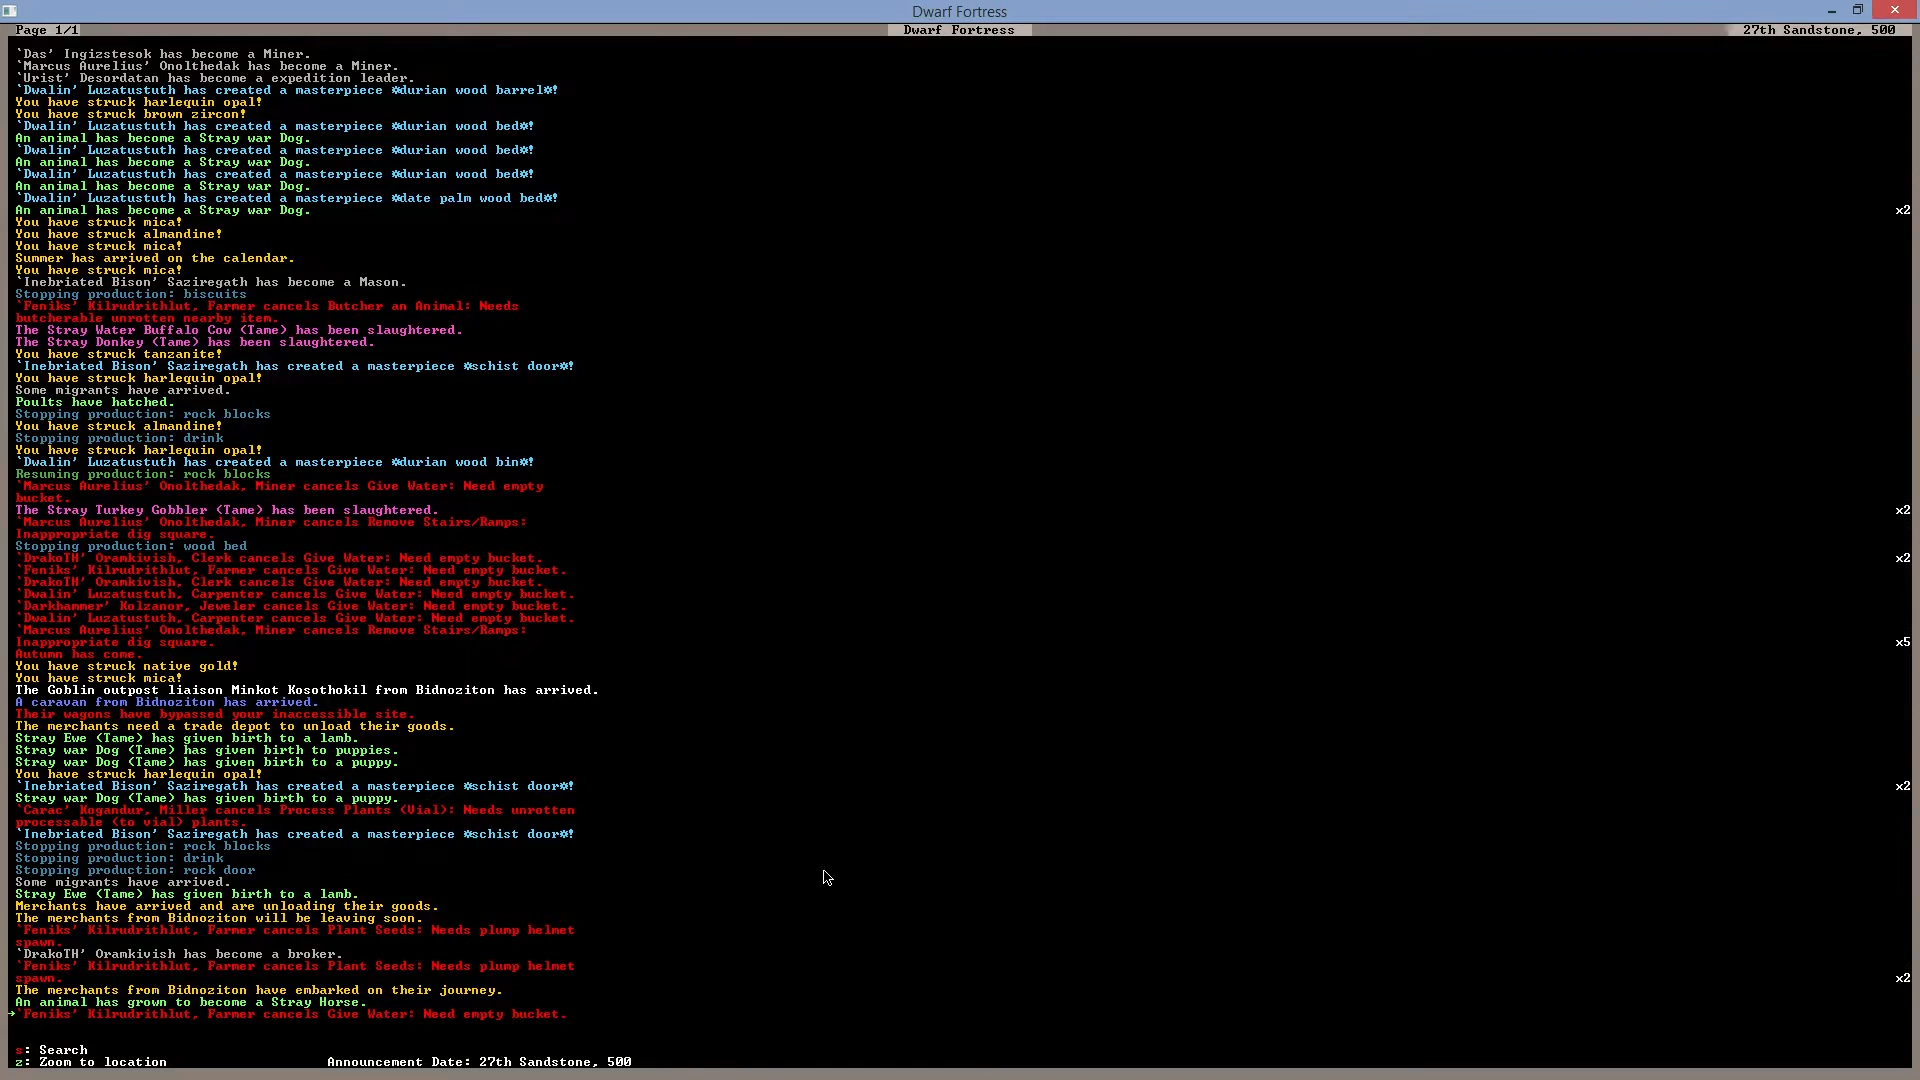 Dwarf Fortress
Page 1/1 Dwarf Fortress 27th Sandstone, 500
`Das' Ingizstesok has become a Miner.
`Marcus Aurelius' Onolthedak has become a Miner.
`Urist' Desordatan has become a expedition leader.
`Dwalin' Luzatustuth has created a masterpiece ☼durian wood barrel☼!
You have struck harlequin opal!
You have struck brown zircon!
`Dwalin' Luzatustuth has created a masterpiece ☼durian wood bed☼!
An animal has become a Stray war Dog.
`Dwalin' Luzatustuth has created a masterpiece ☼durian wood bed☼!
An animal has become a Stray war Dog.
`Dwalin' Luzatustuth has created a masterpiece ☼durian wood bed☼!
An animal has become a Stray war Dog.
`Dwalin' Luzatustuth has created a masterpiece ☼date palm wood bed☼!
An animal has become a Stray war Dog. x2
You have struck mica!
You have struck almandine!
You have struck mica!
Summer has arrived on the calendar.
You have struck mica!
`Inebriated Bison' Saziregath has become a Mason.
Stopping production: biscuits
`Feniks' Kilrudrithlut, Farmer cancels Butcher an Animal: Needs
butcherable unrotten nearby item.
The Stray Water Buffalo Cow (Tame) has been slaughtered.
The Stray Donkey (Tame) has been slaughtered.
You have struck tanzanite!
`Inebriated Bison' Saziregath has created a masterpiece ☼schist door☼!
You have struck harlequin opal!
Some migrants have arrived.
Poults have hatched.
Stopping production: rock blocks
You have struck almandine!
Stopping production: drink
You have struck harlequin opal!
`Dwalin' Luzatustuth has created a masterpiece ☼durian wood bin☼!
Resuming production: rock blocks
`Marcus Aurelius' Onolthedak, Miner cancels Give Water: Need empty
bucket.
The Stray Turkey Gobbler (Tame) has been slaughtered. x2
`Marcus Aurelius' Onolthedak, Miner cancels Remove Stairs/Ramps:
Inappropriate dig square.
Stopping production: wood bed
`DrakoTH' Oramkivish, Clerk cancels Give Water: Need empty bucket. x2
`Feniks' Kilrudrithlut, Farmer cancels Give Water: Need empty bucket.
`DrakoTH' Oramkivish, Clerk cancels Give Water: Need empty bucket.
`Dwalin' Luzatustuth, Carpenter cancels Give Water: Need empty bucket.
`Darkhammer' Kolzanor, Jeweler cancels Give Water: Need empty bucket.
`Dwalin' Luzatustuth, Carpenter cancels Give Water: Need empty bucket.
`Marcus Aurelius' Onolthedak, Miner cancels Remove Stairs/Ramps:
Inappropriate dig square. x5
Autumn has come.
You have struck native gold!
You have struck mica!
The Goblin outpost liaison Minkot Kosothokil from Bidnoziton has arrived.
A caravan from Bidnoziton has arrived.
Their wagons have bypassed your inaccessible site.
The merchants need a trade depot to unload their goods.
Stray Ewe (Tame) has given birth to a lamb.
Stray war Dog (Tame) has given birth to puppies.
Stray war Dog (Tame) has given birth to a puppy.
You have struck harlequin opal!
`Inebriated Bison' Saziregath has created a masterpiece ☼schist door☼! x2
Stray war Dog (Tame) has given birth to a puppy.
`Carac' Kogandur, Miller cancels Process Plants (Vial): Needs unrotten
processable (to vial) plants.
`Inebriated Bison' Saziregath has created a masterpiece ☼schist door☼!
Stopping production: rock blocks
Stopping production: drink
Stopping production: rock door
Some migrants have arrived.
Stray Ewe (Tame) has given birth to a lamb.
Merchants have arrived and are unloading their goods.
The merchants from Bidnoziton will be leaving soon.
`Feniks' Kilrudrithlut, Farmer cancels Plant Seeds: Needs plump helmet
spawn.
`DrakoTH' Oramkivish has become a broker.
`Feniks' Kilrudrithlut, Farmer cancels Plant Seeds: Needs plump helmet
spawn. x2
The merchants from Bidnoziton have embarked on their journey.
An animal has grown to become a Stray Horse.
→`Feniks' Kilrudrithlut, Farmer cancels Give Water: Need empty bucket.
s: Search
z: Zoom to location Announcement Date: 27th Sandstone, 500